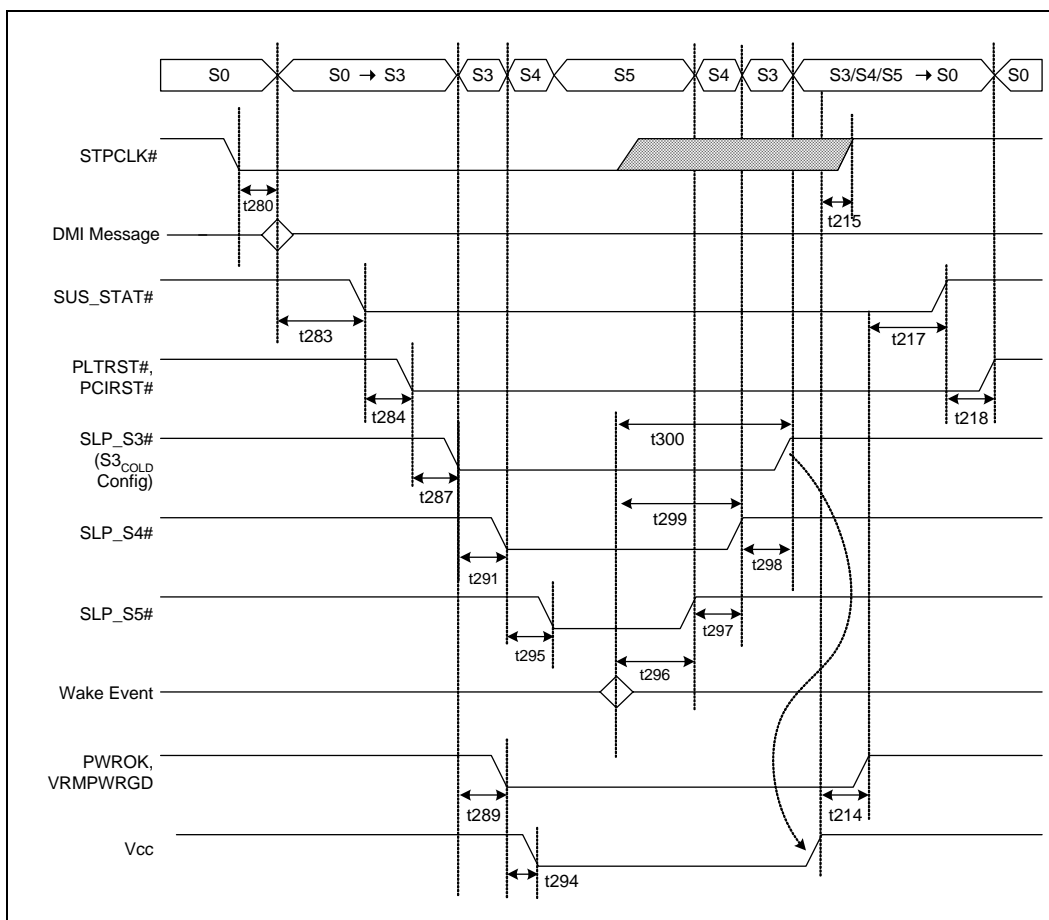 S0 S0 → S3 S3 S4 S5 S4 S3 S3/S4/S5 → S0 S0
STPCLK#
t280
t215
DMI Message
SUS_STAT#
t283
t217
PLTRST#,
PCIRST#
t284
t218
SLP_S3#
(S3COLD
Config)
t300
t287
t299
SLP_S4#
t291
t298
SLP_S5#
t295
t297
t296
Wake Event
PWROK,
VRMPWRGD
t289
t214
Vcc
t294